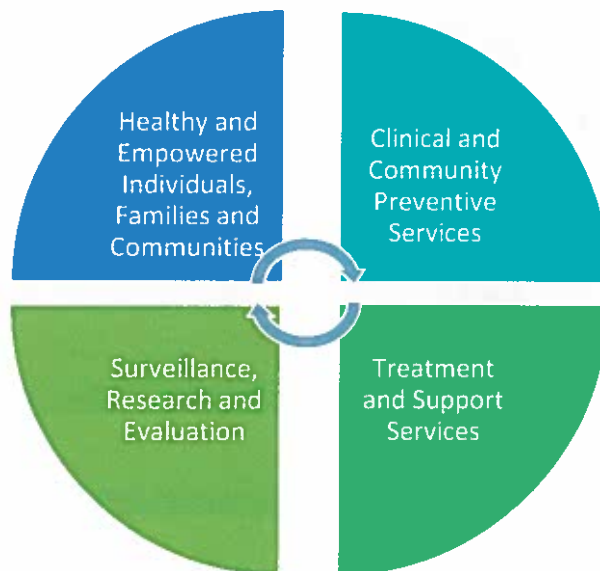 Healthy and
Empowered
Individuals,
Families and
Communities
Clinical and
Community
Preventive
Services
Surveillance,
Research and
Evaluation
Treatment
and Support
Services